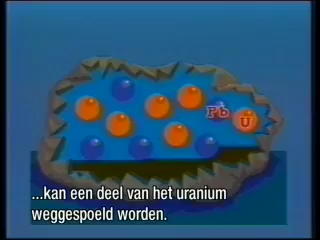 Pb
U
...kan een deel van het uranium
weggespoeld worden.